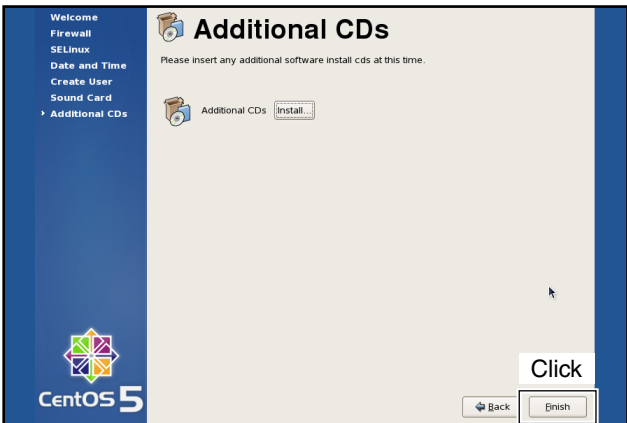 Welcome
Firewall
SELinux
Date and Time
Create User
Sound Card
Additional CDs
Additional CDs
Please insert any additional software install cds at this time.
Additional CDs Install...
Click
CentOS 5
Back Finish